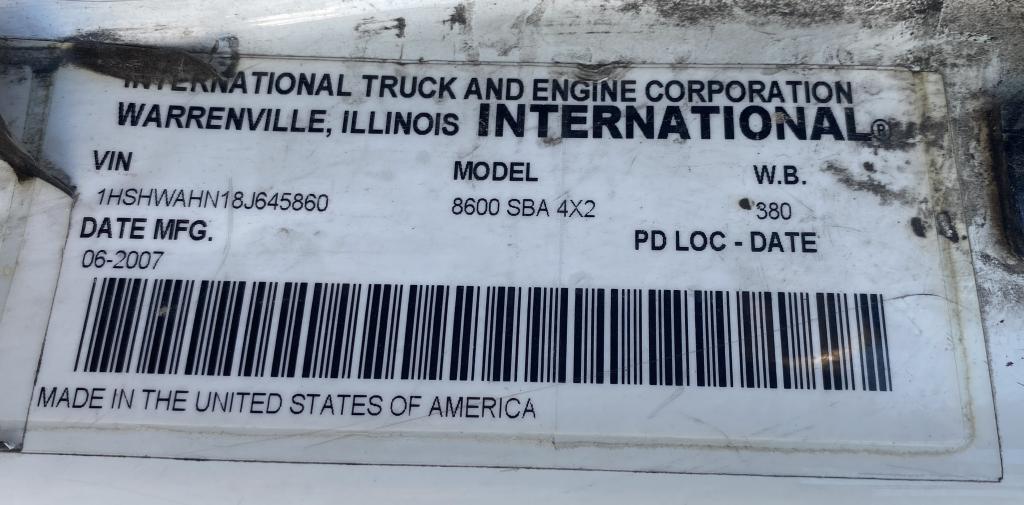 INTERNATIONAL TRUCK AND ENGINE CORPORATION
WARRENVILLE, ILLINOIS INTERNATIONAL®
VIN MODEL W.B.
1HSHWAHN18J645860 8600 SBA 4X2 380
DATE MFG. PD LOC - DATE
06-2007
MADE IN THE UNITED STATES OF AMERICA